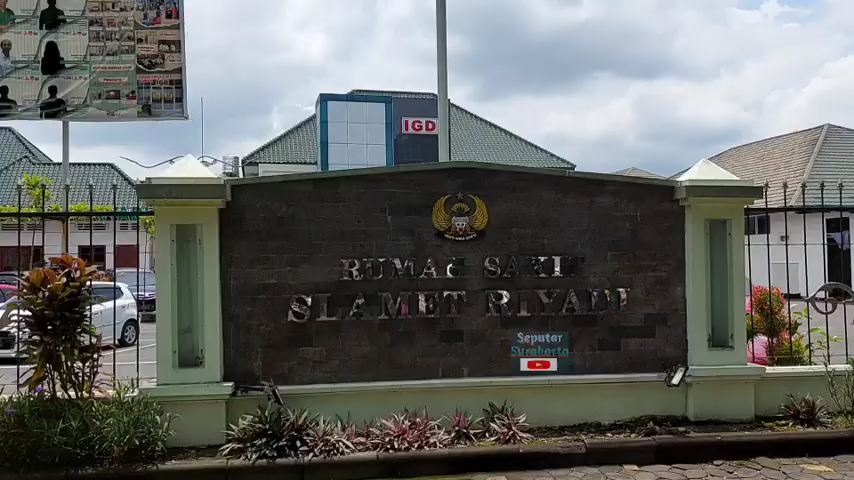 IGD
RUMAH SAKIT
SLAMET RIYADI
Seputar
Surakarta